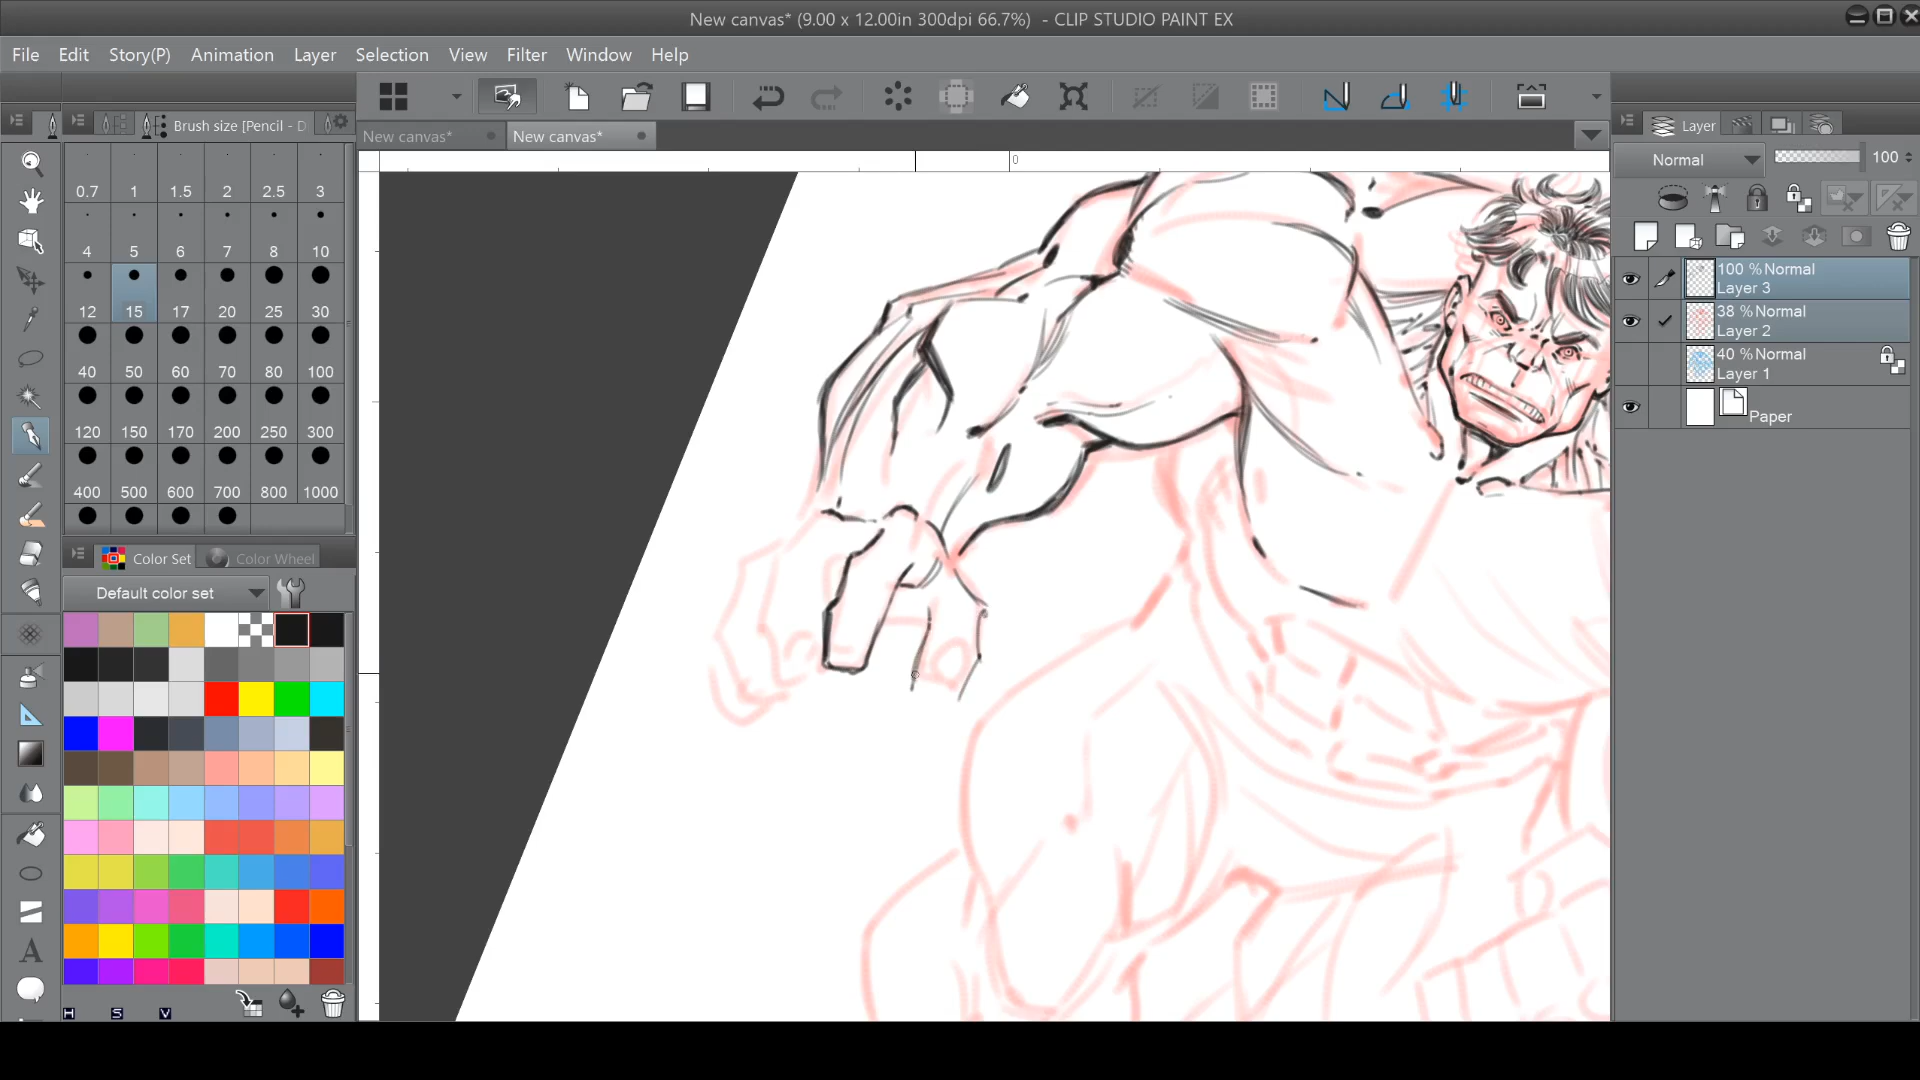 New canvas* (9.00 x 12.00in 300dpi 66.7%) - CLIP STUDIO PAINT EX
File Edit Story(P) Animation Layer Selection View Filter Window Help
Brush size [Pencil - D
New canvas* New canvas*
Layer
0
Normal 100
0.7 1 1.5 2 2.5 3
4 5 6 7 8 10
12 15 17 20 25 30
40 50 60 70 80 100
120 150 170 200 250 300
400 500 600 700 800 1000
100 %Normal
Layer 3
38 %Normal
Layer 2
40 %Normal
Layer 1
Paper
Color Set Color Wheel
Default color set
A
H S V